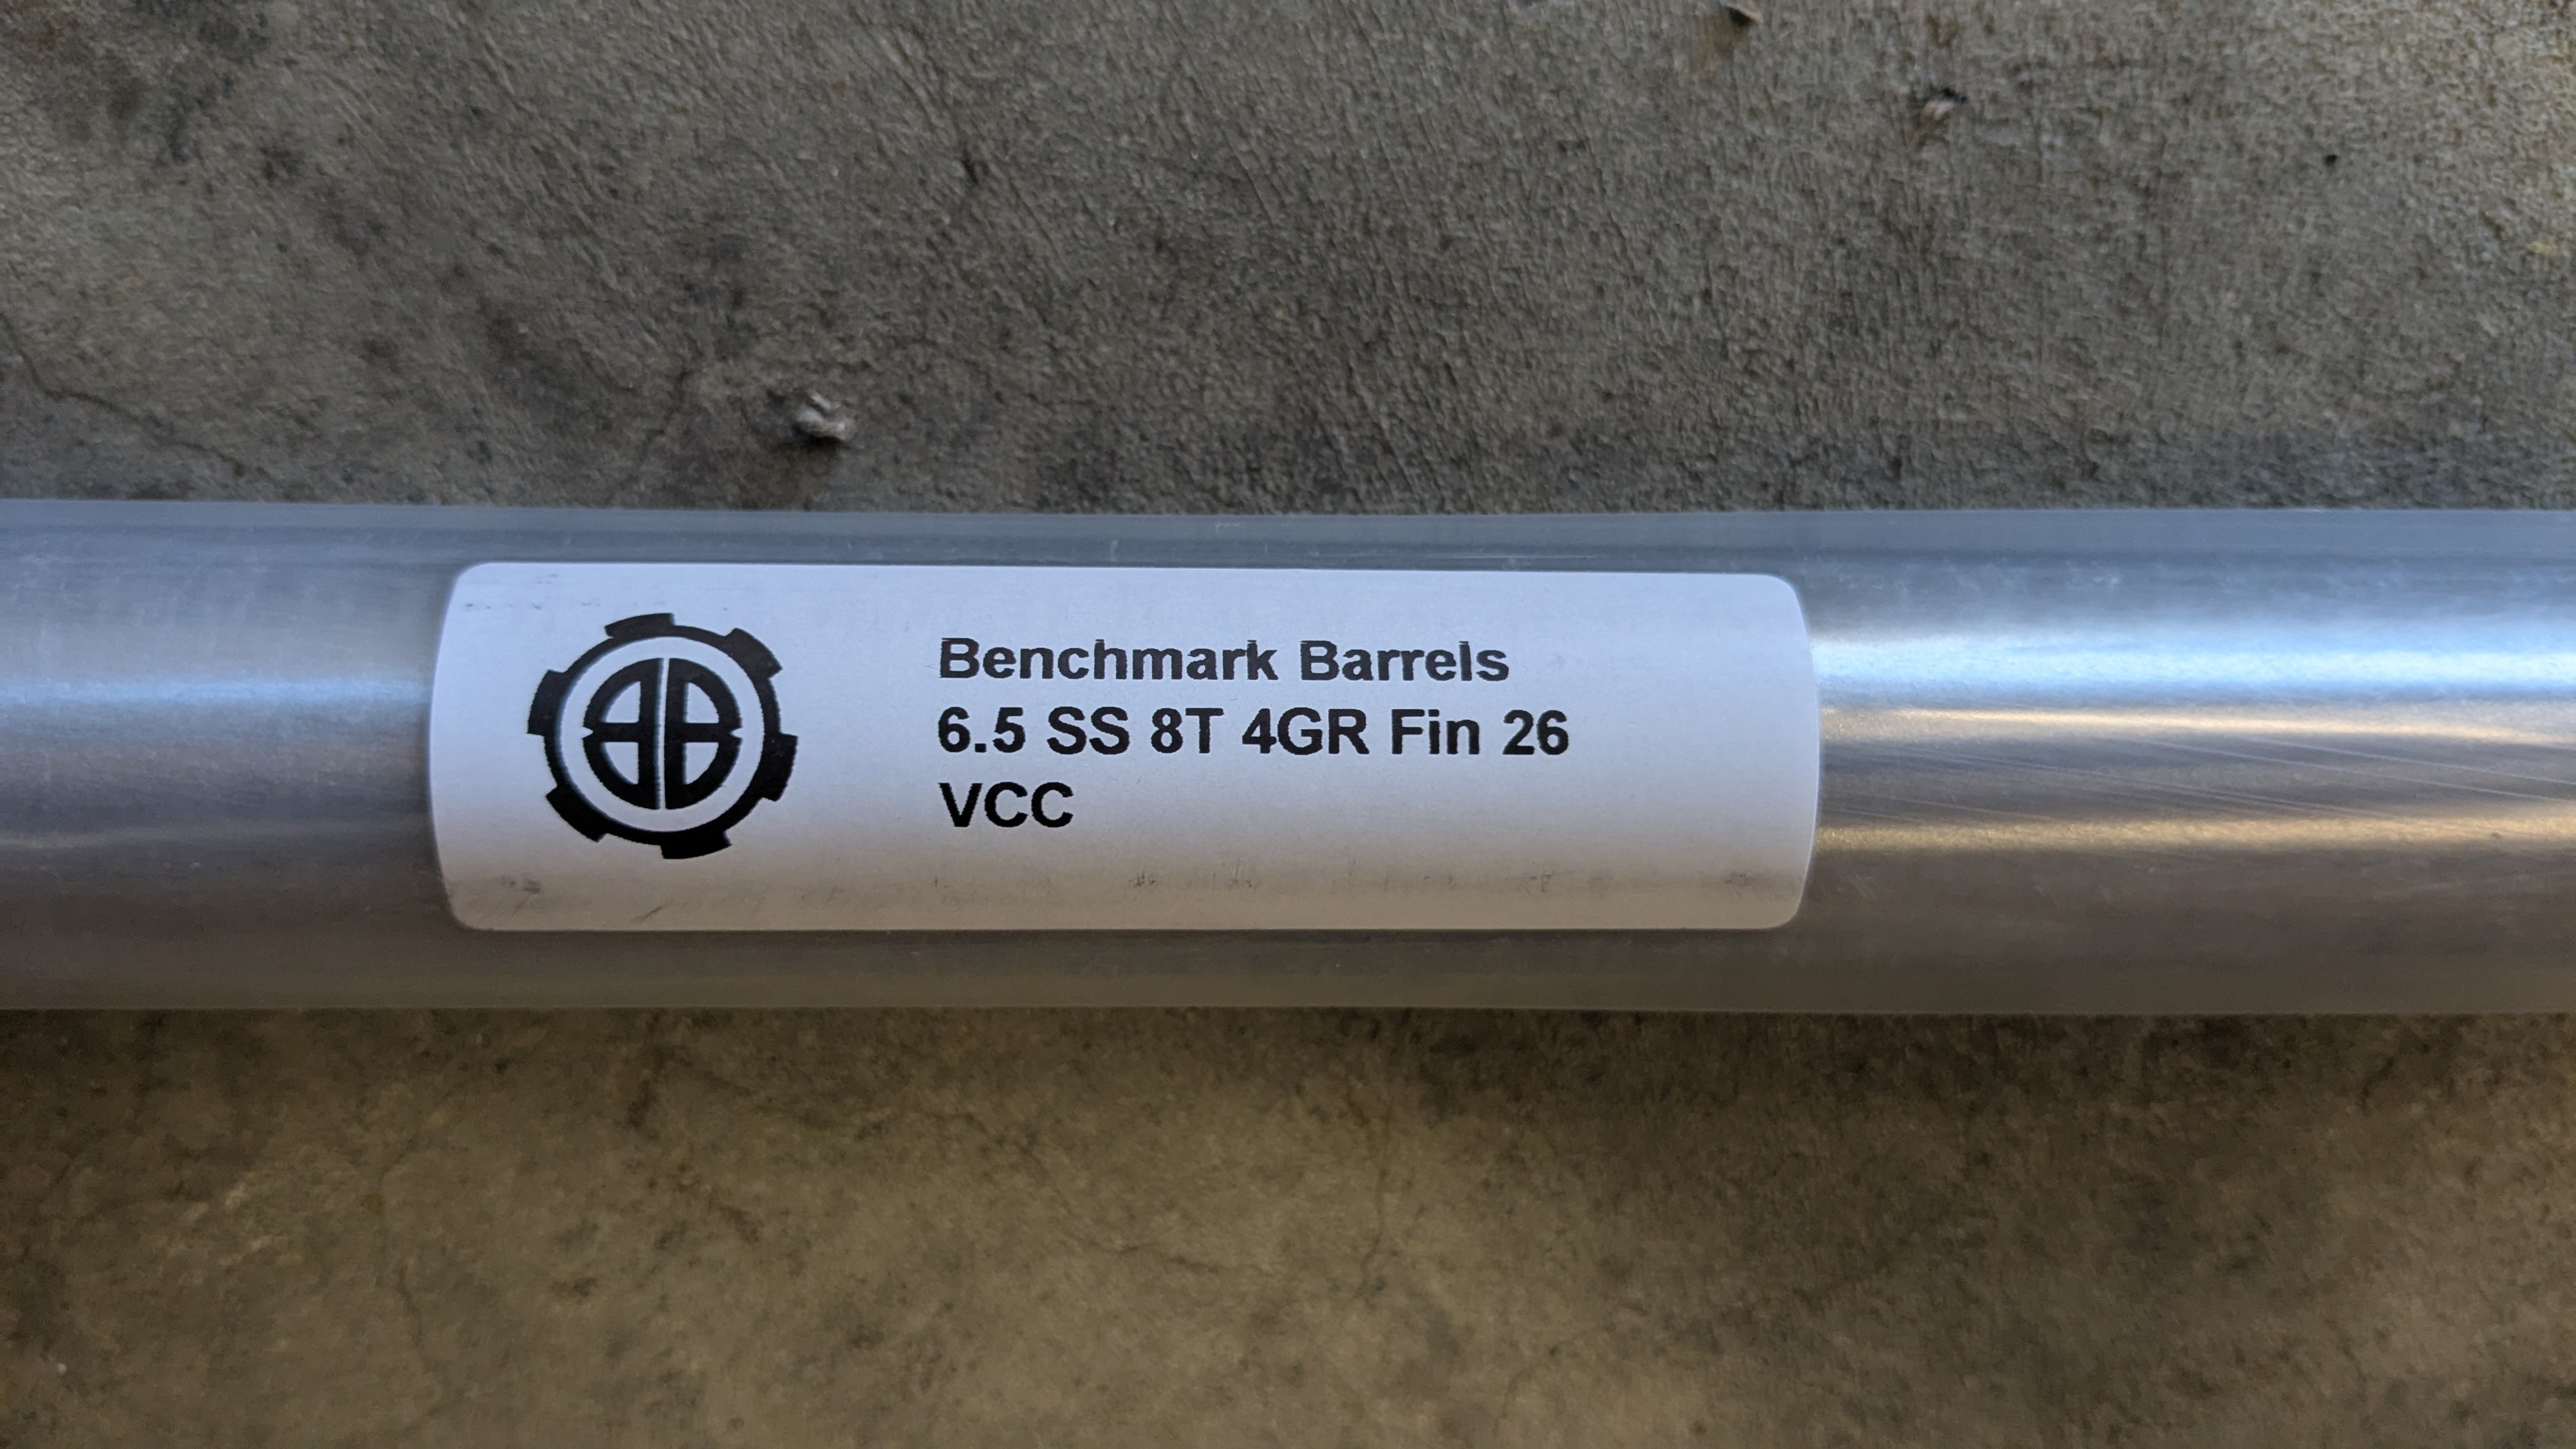 Benchmark Barrels
6.5 SS 8T 4GR Fin 26
VCC